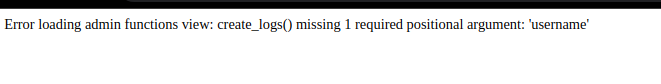 Error loading admin functions view: create_logs() missing 1 required positional argument: 'username'